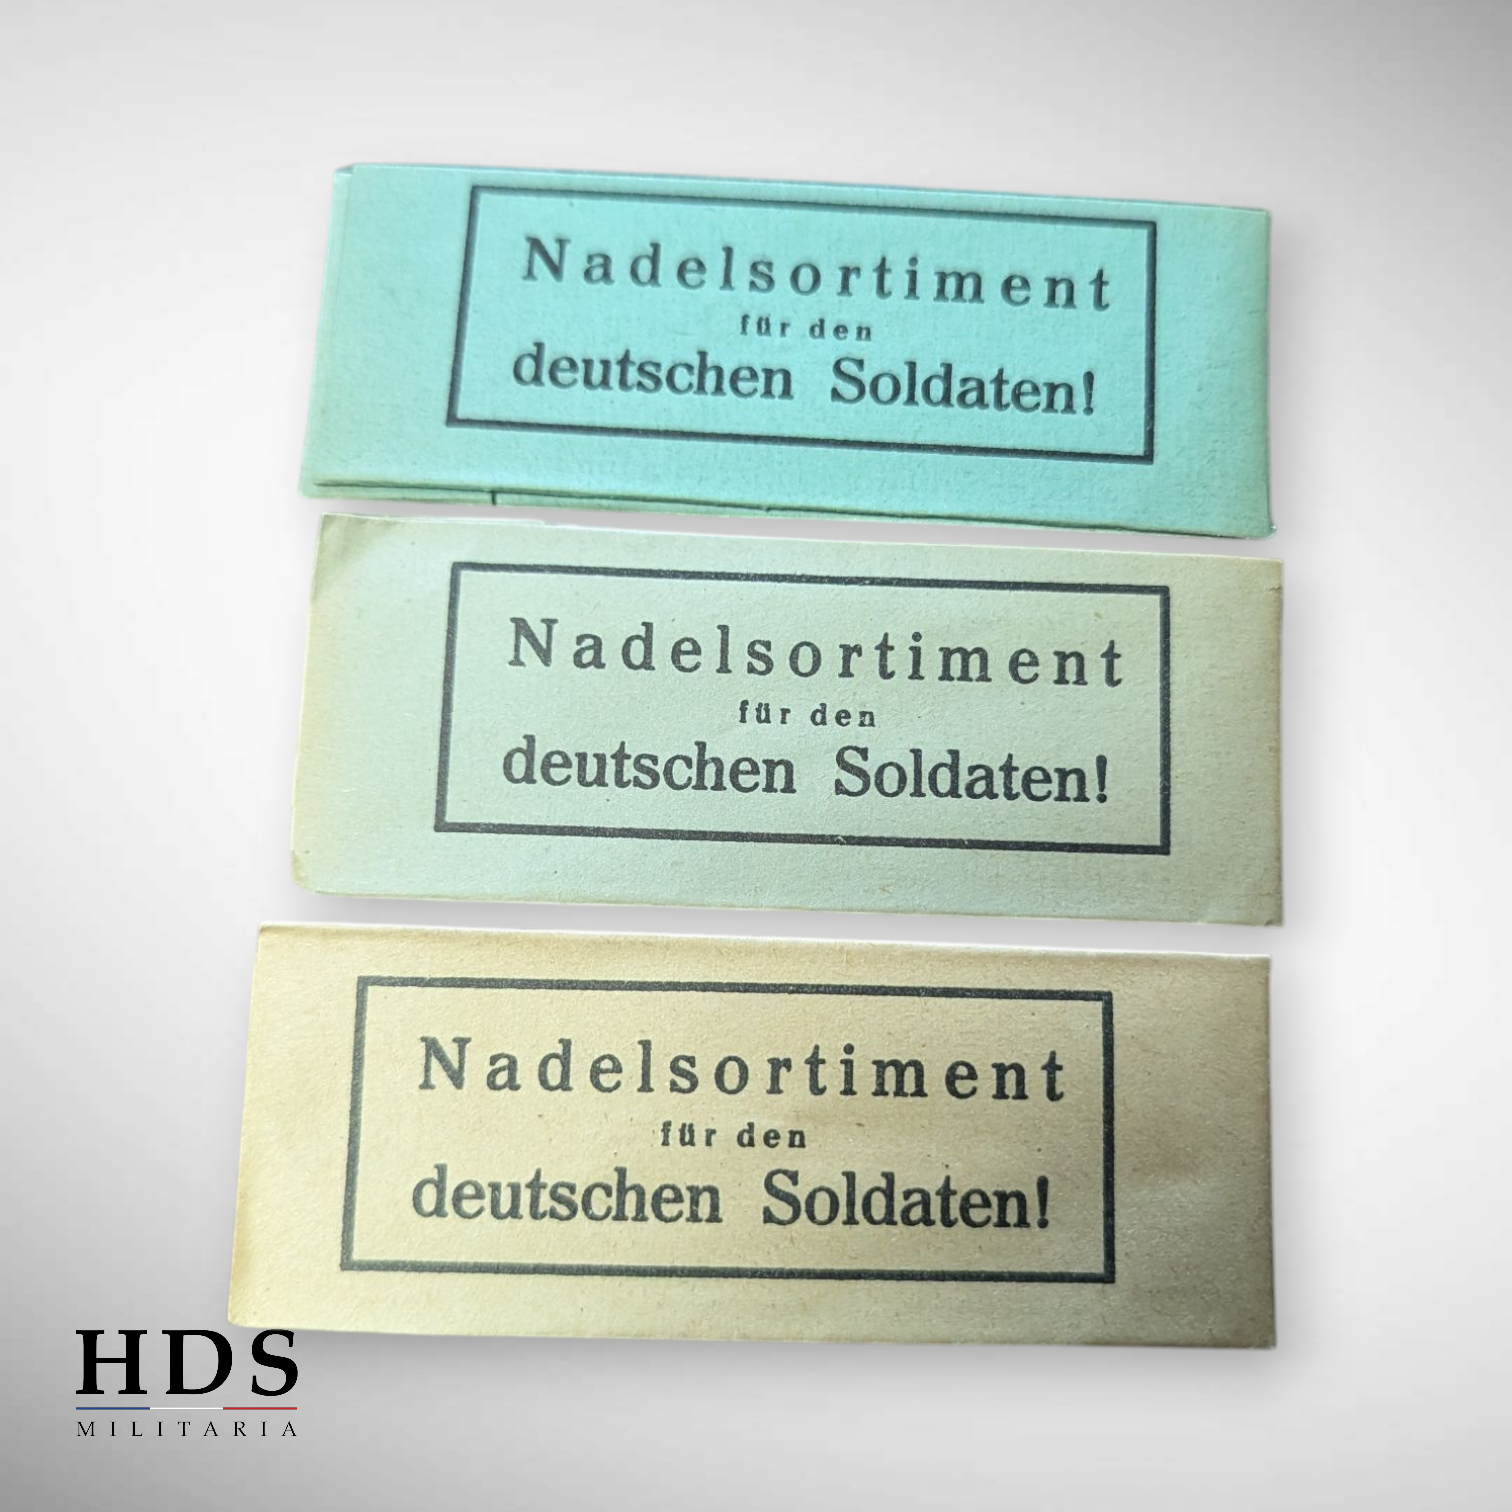 Nadelsortiment
für den
deutschen Soldaten!
Nadelsortiment
für den
deutschen Soldaten!
Nadelsortiment
für den
deutschen Soldaten!
HDS
MILITARIA